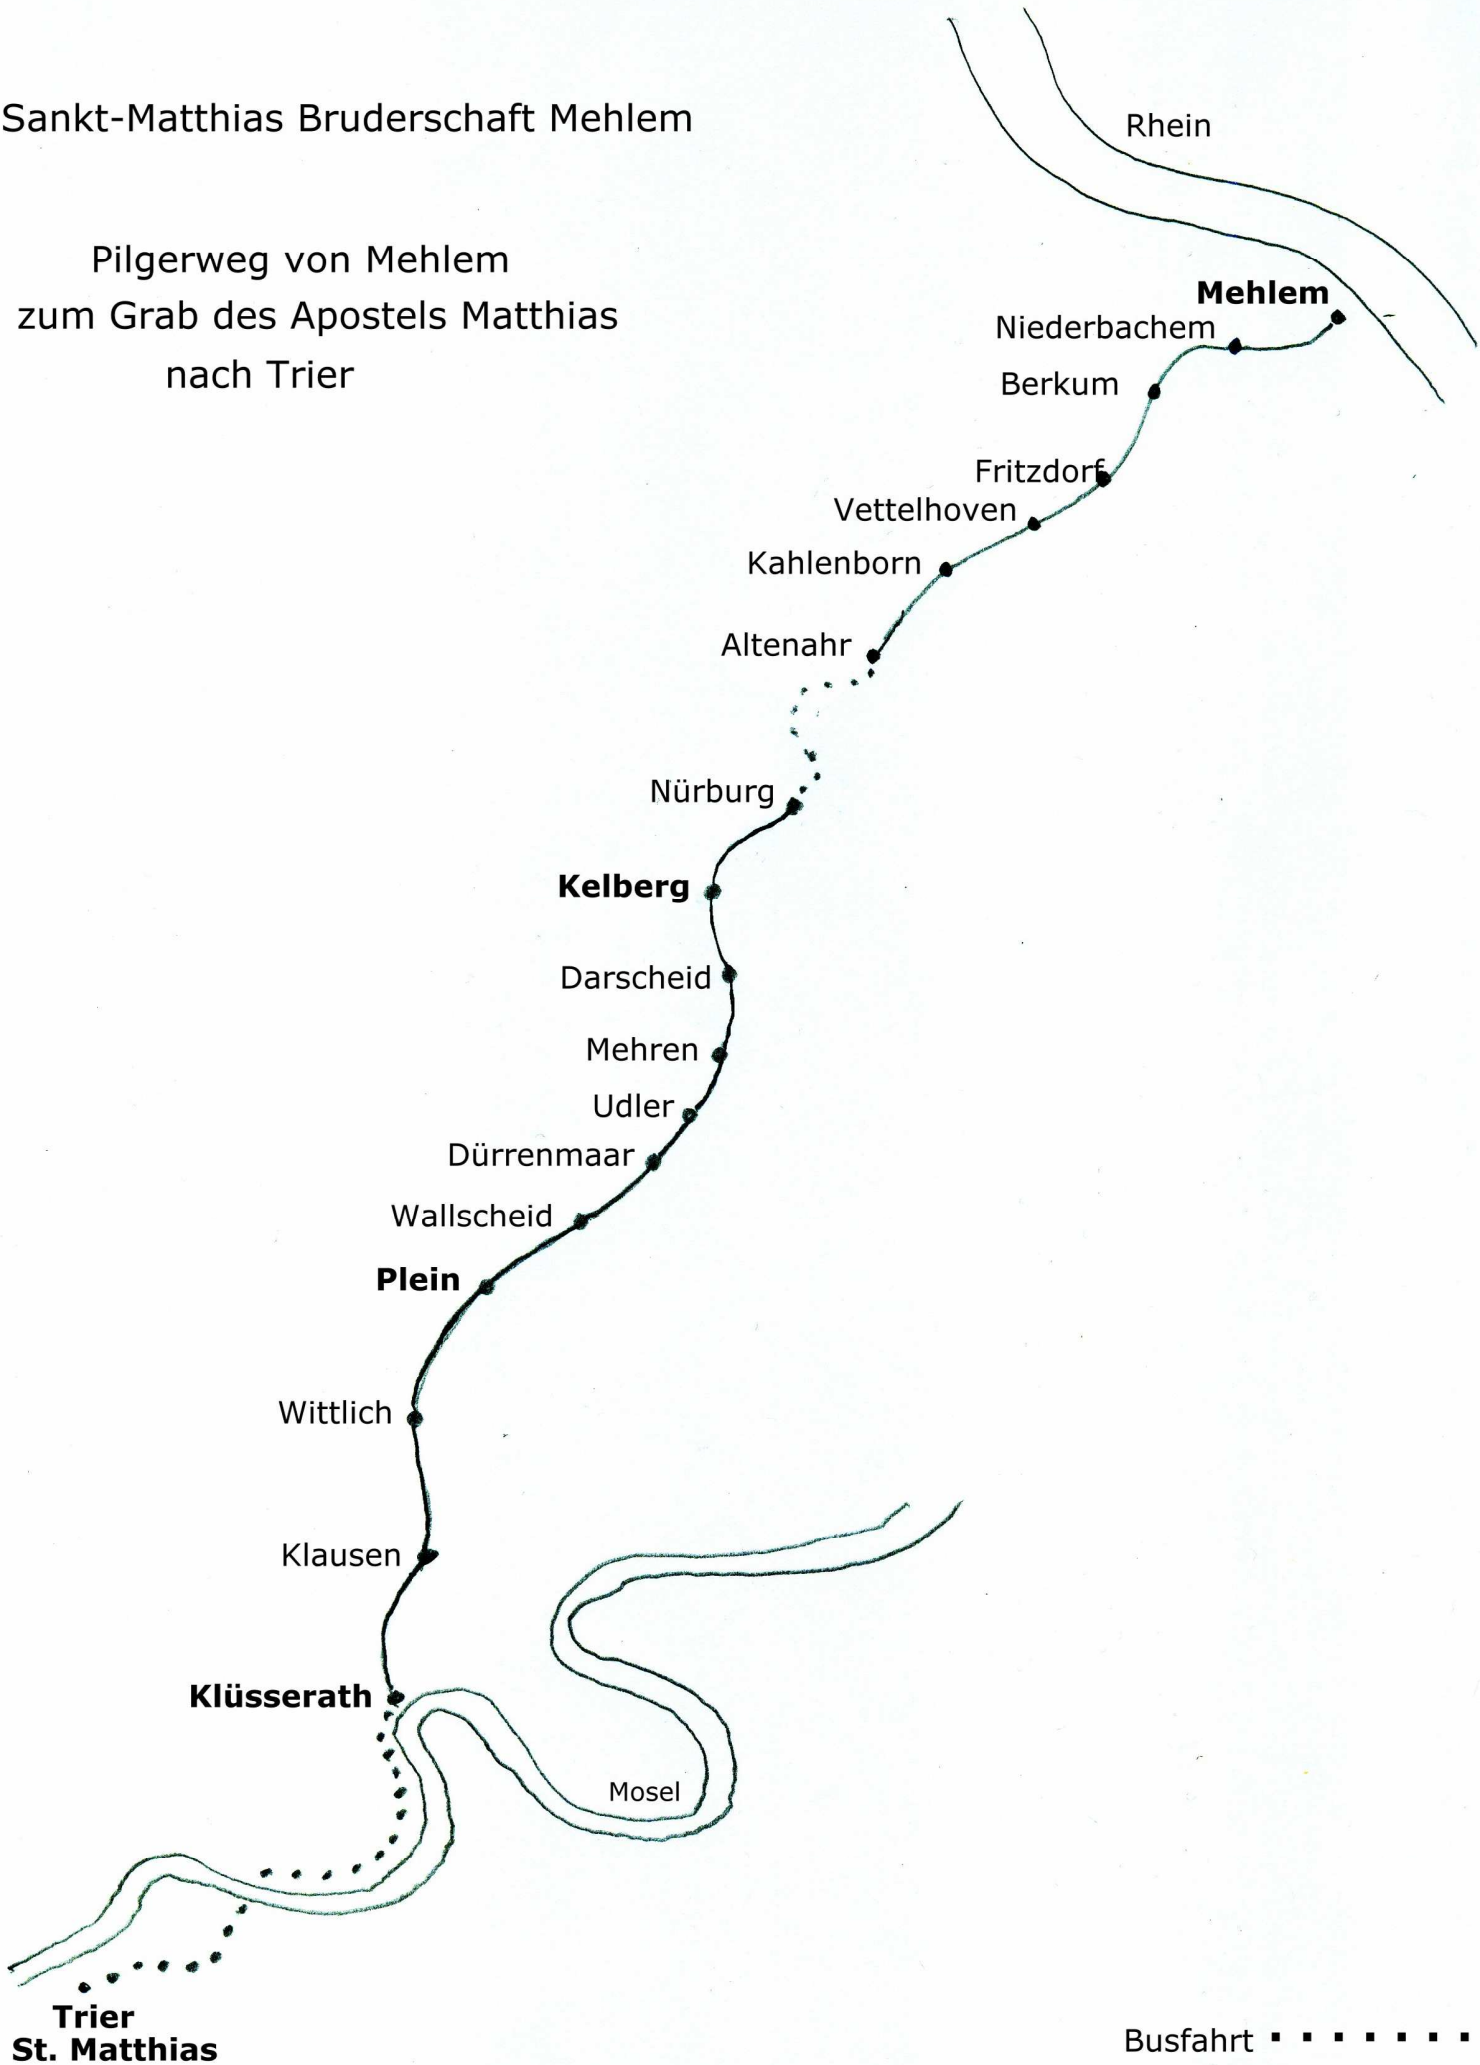 Sankt-Matthias Bruderschaft Mehlem
Pilgerweg von Mehlem
zum Grab des Apostels Matthias
nach Trier
Rhein
Mehlem
Niederbachem
Berkum
Fritzdorf
Vettelhoven
Kahlenborn
Altenahr
Nürburg
Kelberg
Darscheid
Mehren
Udler
Dürrenmaar
Wallscheid
Plein
Wittlich
Klausen
Klüsserath
Mosel
Trier
St. Matthias
Busfahrt